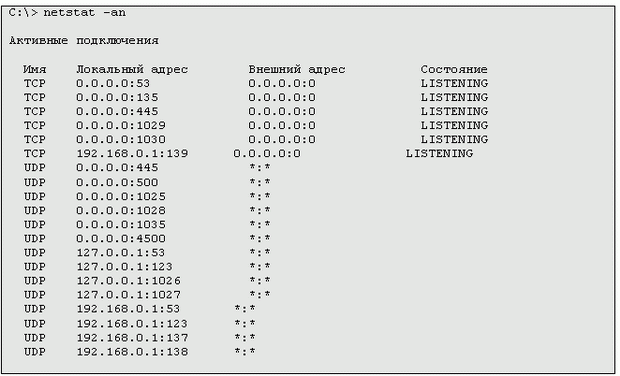 C:\> netstat -an
Активные подключения
Имя Локальный адрес Внешний адрес Состояние
TCP 0.0.0.0:53 0.0.0.0:0 LISTENING
TCP 0.0.0.0:135 0.0.0.0:0 LISTENING
TCP 0.0.0.0:445 0.0.0.0:0 LISTENING
TCP 0.0.0.0:1029 0.0.0.0:0 LISTENING
TCP 0.0.0.0:1030 0.0.0.0:0 LISTENING
TCP 192.168.0.1:139 0.0.0.0:0 LISTENING
UDP 0.0.0.0:445 *:*
UDP 0.0.0.0:500 *:*
UDP 0.0.0.0:1025 *:*
UDP 0.0.0.0:1028 *:*
UDP 0.0.0.0:1035 *:*
UDP 0.0.0.0:4500 *:*
UDP 127.0.0.1:53 *:*
UDP 127.0.0.1:123 *:*
UDP 127.0.0.1:1026 *:*
UDP 127.0.0.1:1027 *:*
UDP 192.168.0.1:53 *:*
UDP 192.168.0.1:123 *:*
UDP 192.168.0.1:137 *:*
UDP 192.168.0.1:138 *:*